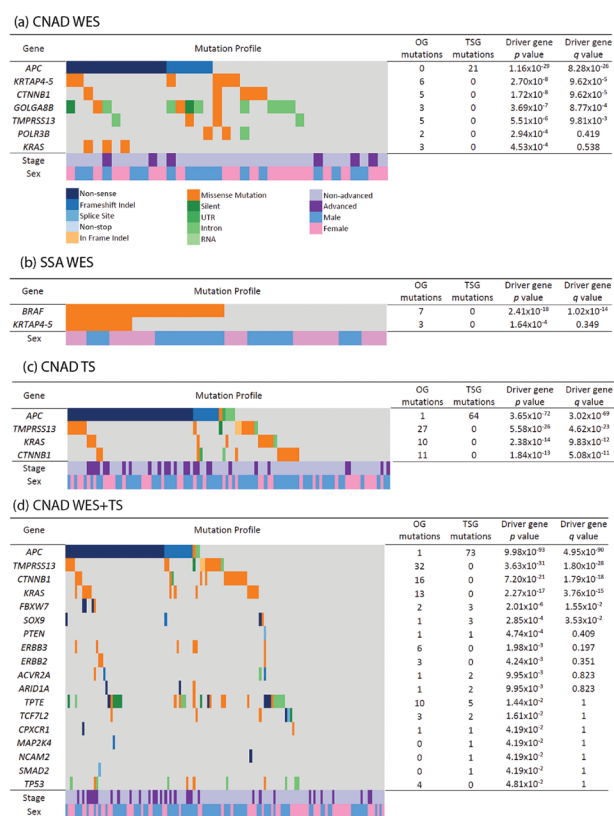 (a) CNAD WES
Gene Mutation Profile OG mutations TSG mutations Driver gene p value Driver gene q value
APC 0 21 1.16x10-29 8.28x10-26
KRTAP4-5 6 0 2.70x10-8 9.62x10-5
CTNNB1 5 0 1.72x10-8 9.62x10-5
GOLGA8B 3 0 3.69x10-7 8.77x10-4
TMPRSS13 5 0 5.51x10-6 9.81x10-3
POLR3B 2 0 2.94x10-4 0.419
KRAS 3 0 4.53x10-4 0.538
Stage
Sex
Non-sense Missense Mutation Non-advanced
Frameshift Indel Silent Advanced
Splice Site UTR Male
Non-stop Intron Female
In Frame Indel RNA
(b) SSA WES
Gene Mutation Profile OG mutations TSG mutations Driver gene p value Driver gene q value
BRAF 7 0 2.41x10-18 1.02x10-14
KRTAP4-5 3 0 1.64x10-4 0.349
Sex
(c) CNAD TS
Gene Mutation Profile OG mutations TSG mutations Driver gene p value Driver gene q value
APC 1 64 3.65x10-72 3.02x10-69
TMPRSS13 27 0 5.58x10-26 4.62x10-23
KRAS 10 0 2.38x10-14 9.83x10-12
CTNNB1 11 0 1.84x10-13 5.08x10-11
Stage
Sex
(d) CNAD WES+TS
Gene Mutation Profile OG mutations TSG mutations Driver gene p value Driver gene q value
APC 1 73 9.98x10-93 4.95x10-90
TMPRSS13 32 0 3.63x10-31 1.80x10-28
CTNNB1 16 0 7.20x10-21 1.79x10-18
KRAS 13 0 2.27x10-17 3.76x10-15
FBXW7 2 3 2.01x10-6 1.55x10-2
SOX9 1 3 2.85x10-4 3.53x10-2
PTEN 1 1 4.74x10-4 0.409
ERBB3 6 0 1.98x10-3 0.197
ERBB2 3 0 4.24x10-3 0.351
ACVR2A 1 2 9.95x10-3 0.823
ARID1A 1 2 9.95x10-3 0.823
TPTE 10 5 1.44x10-2 1
TCF7L2 3 2 1.61x10-2 1
CPXCR1 1 1 4.19x10-2 1
MAP2K4 0 1 4.19x10-2 1
NCAM2 0 1 4.19x10-2 1
SMAD2 0 1 4.19x10-2 1
TP53 4 0 4.81x10-2 1
Stage
Sex